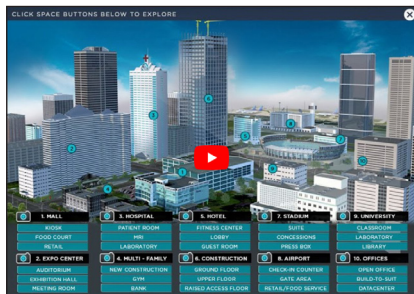 CLICK SPACE BUTTONS BELOW TO EXPLORE
1. MALL
KIOSK
FOOD COURT
RETAIL
2. EXPO CENTER
AUDITORIUM
EXHIBITION HALL
MEETING ROOM
3. HOSPITAL
PATIENT ROOM
MRI
LABORATORY
4. MULTI - FAMILY
NEW CONSTRUCTION
GYM
BANK
5. HOTEL
FITNESS CENTER
LOBBY
GUEST ROOM
6. CONSTRUCTION
GROUND FLOOR
UPPER FLOOR
RAISED ACCESS FLOOR
7. STADIUM
SUITE
CONCESSIONS
PRESS BOX
8. AIRPORT
CHECK-IN COUNTER
GATE AREA
RETAIL/FOOD SERVICE
9. UNIVERSITY
CLASSROOM
LABORATORY
LIBRARY
10. OFFICES
OPEN OFFICE
BUILD-TO-SUIT
DATACENTER